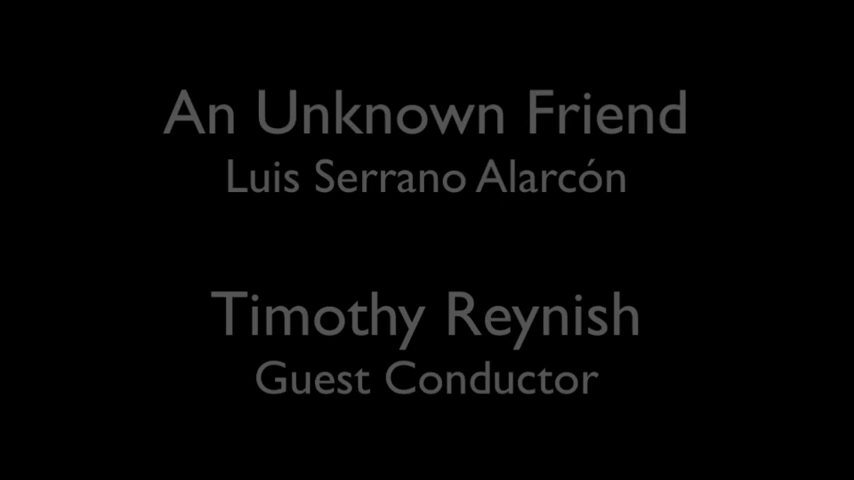 An Unknown Friend
Luis Serrano Alarcón
Timothy Reynish
Guest Conductor